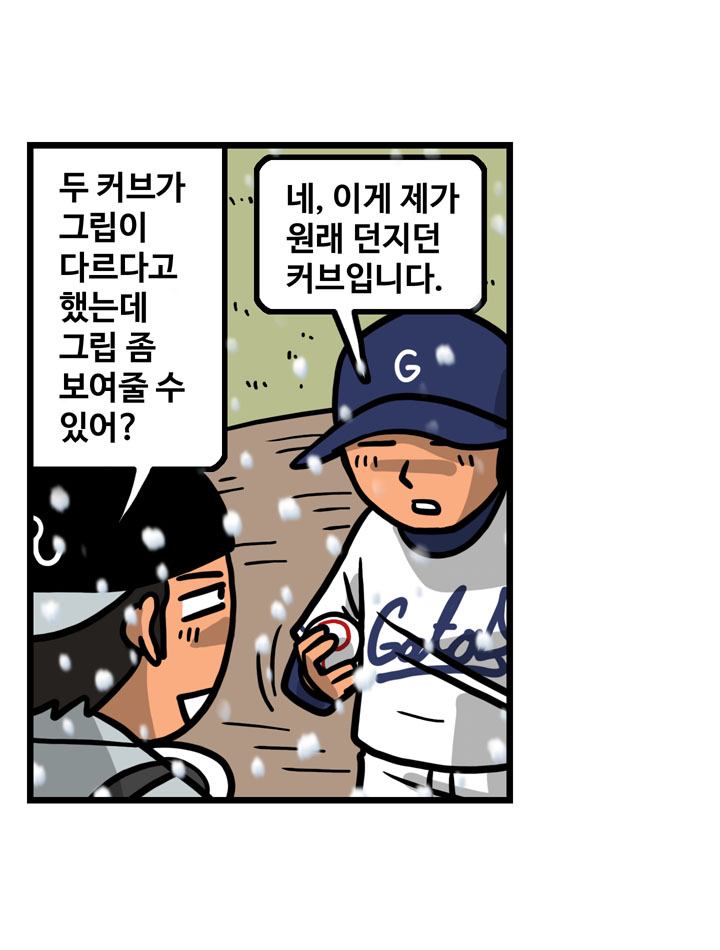 두 커브가
그립이
다르다고
했는데
그립 좀
보여줄 수
있어?
네, 이게 제가
원래 던지던
커브입니다.
G